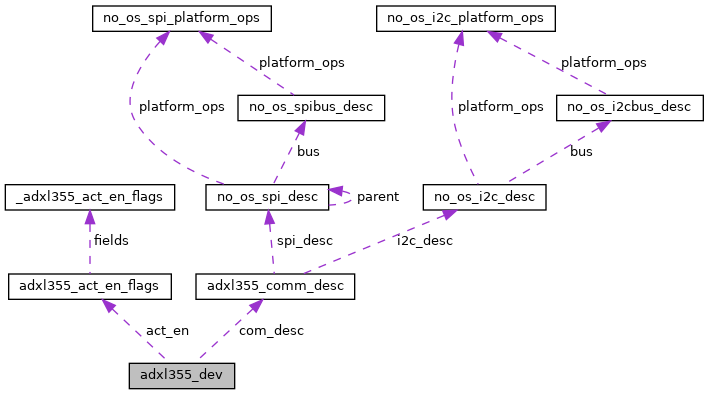 no_os_spi_platform_ops
no_os_i2c_platform_ops
platform_ops
platform_ops
platform_ops
no_os_spibus_desc
platform_ops
no_os_i2cbus_desc
bus
bus
_adxl355_act_en_flags
no_os_spi_desc
parent
no_os_i2c_desc
fields
spi_desc
i2c_desc
adxl355_act_en_flags
adxl355_comm_desc
act_en
com_desc
adxl355_dev